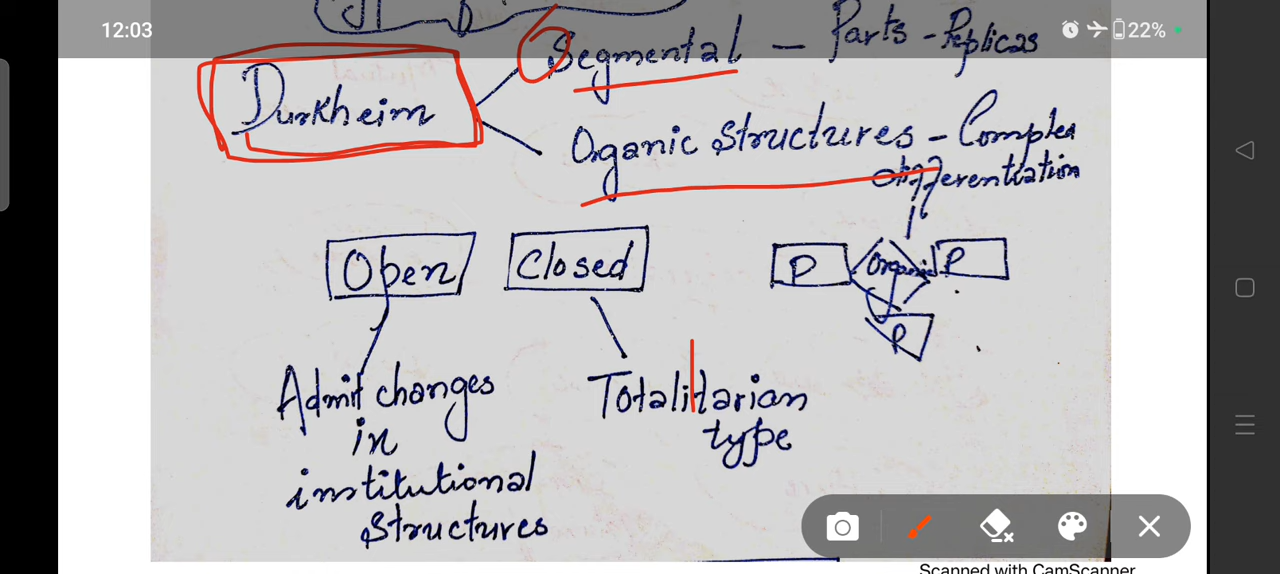 12:03
22%
Segmental – Parts - Replicas
Durkheim
Organic Structures - Complex
differentiation
Open
Closed
P
Organic
P
P
Admit changes
in
institutional
structures
Totalitarian
type
Scanned with CamScanner